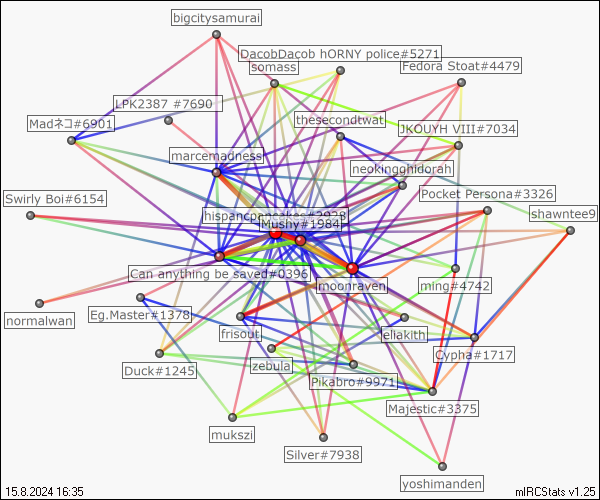 bigcitysamurai
DacobDacob hORNY police#5271
somass
Fedora Stoat#4479
LPK2387 #7690
Madネコ#6901
thesecondtwat
JKOUYH VIII#7034
marcemadness
neokingghidorah
Pocket Persona#3326
Swirly Boi#6154
shawntee9
Mushy#1984
Can anything be saved#0396
moonraven
ming#4742
normalwan
Eg.Master#1378
frisout
eliakith
Cypha#1717
Duck#1245
zebula
Pikabro#9971
Majestic#3375
mukszi
Silver#7938
yoshimanden
15.8.2024 16:35
mIRCStats v1.25